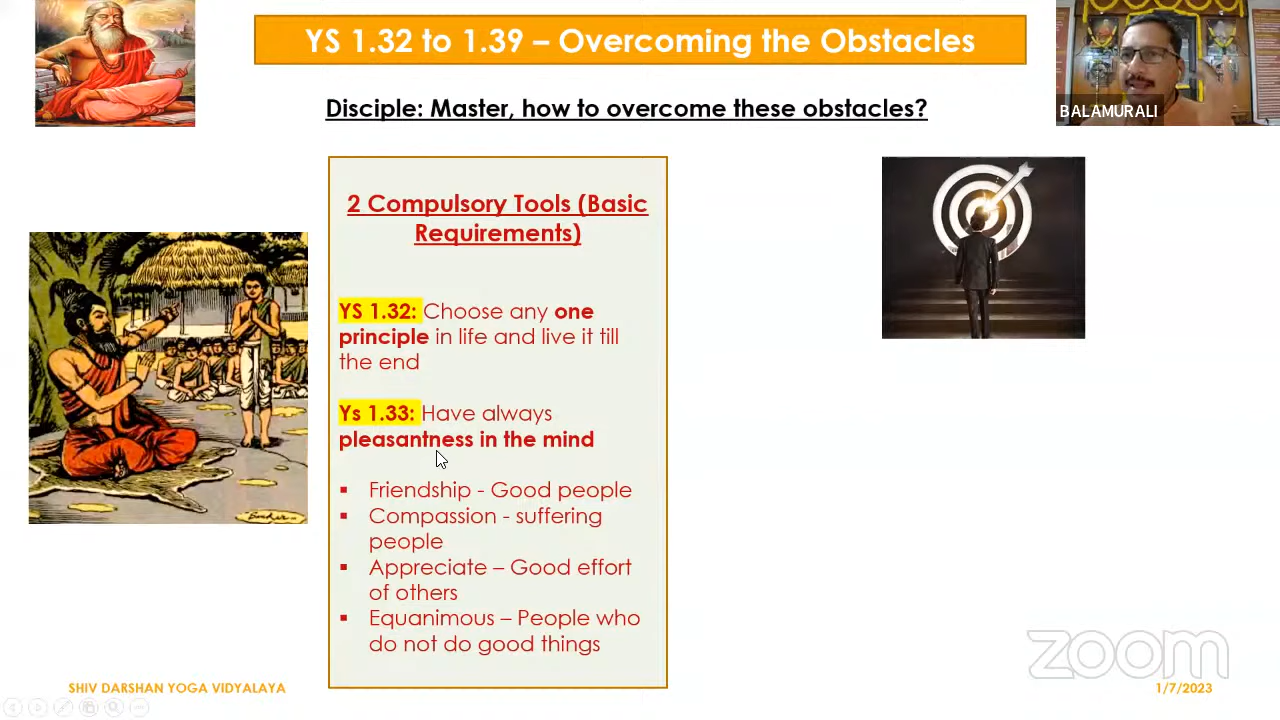 YS 1.32 to 1.39 – Overcoming the Obstacles
BALAMURALI
Disciple: Master, how to overcome these obstacles?
2 Compulsory Tools (Basic
Requirements)
YS 1.32: Choose any one
principle in life and live it till
the end
Ys 1.33: Have always
pleasantness in the mind
▪ Friendship - Good people
▪ Compassion - suffering
people
▪ Appreciate – Good effort
of others
▪ Equanimous – People who
do not do good things
zoom
SHIV DARSHAN YOGA VIDYALAYA
1/7/2023